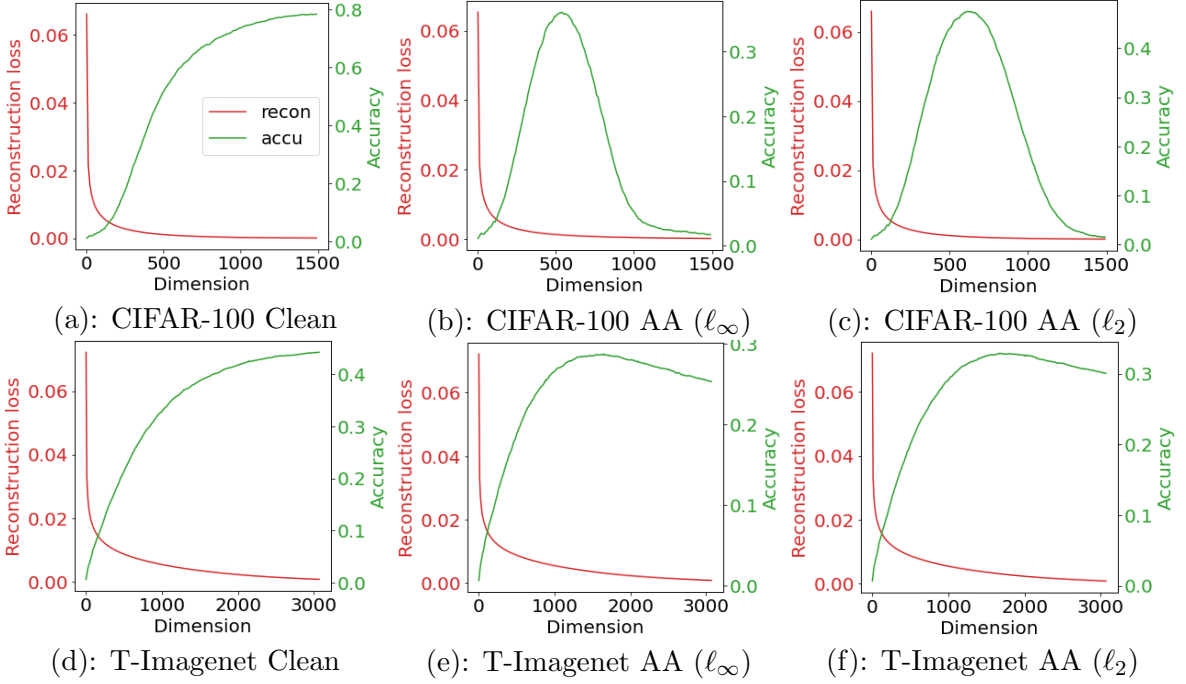 Reconstruction loss
0.06
0.04
0.02
0.00
0.8
0.6
0.4
0.2
0.0
Accuracy
recon
accu
0 500 1000 1500
Dimension
(a): CIFAR-100 Clean
Reconstruction loss
0.06
0.04
0.02
0.00
0.3
0.2
0.1
0.0
Accuracy
0 500 1000 1500
Dimension
(b): CIFAR-100 AA (ℓ∞)
Reconstruction loss
0.06
0.04
0.02
0.00
0.4
0.3
0.2
0.1
0.0
Accuracy
0 500 1000 1500
Dimension
(c): CIFAR-100 AA (ℓ2)
Reconstruction loss
0.06
0.04
0.02
0.00
0.4
0.3
0.2
0.1
0.0
Accuracy
0 1000 2000 3000
Dimension
(d): T-Imagenet Clean
Reconstruction loss
0.06
0.04
0.02
0.00
0.3
0.2
0.1
0.0
Accuracy
0 1000 2000 3000
Dimension
(e): T-Imagenet AA (ℓ∞)
Reconstruction loss
0.06
0.04
0.02
0.00
0.3
0.2
0.1
0.0
Accuracy
0 1000 2000 3000
Dimension
(f): T-Imagenet AA (ℓ2)